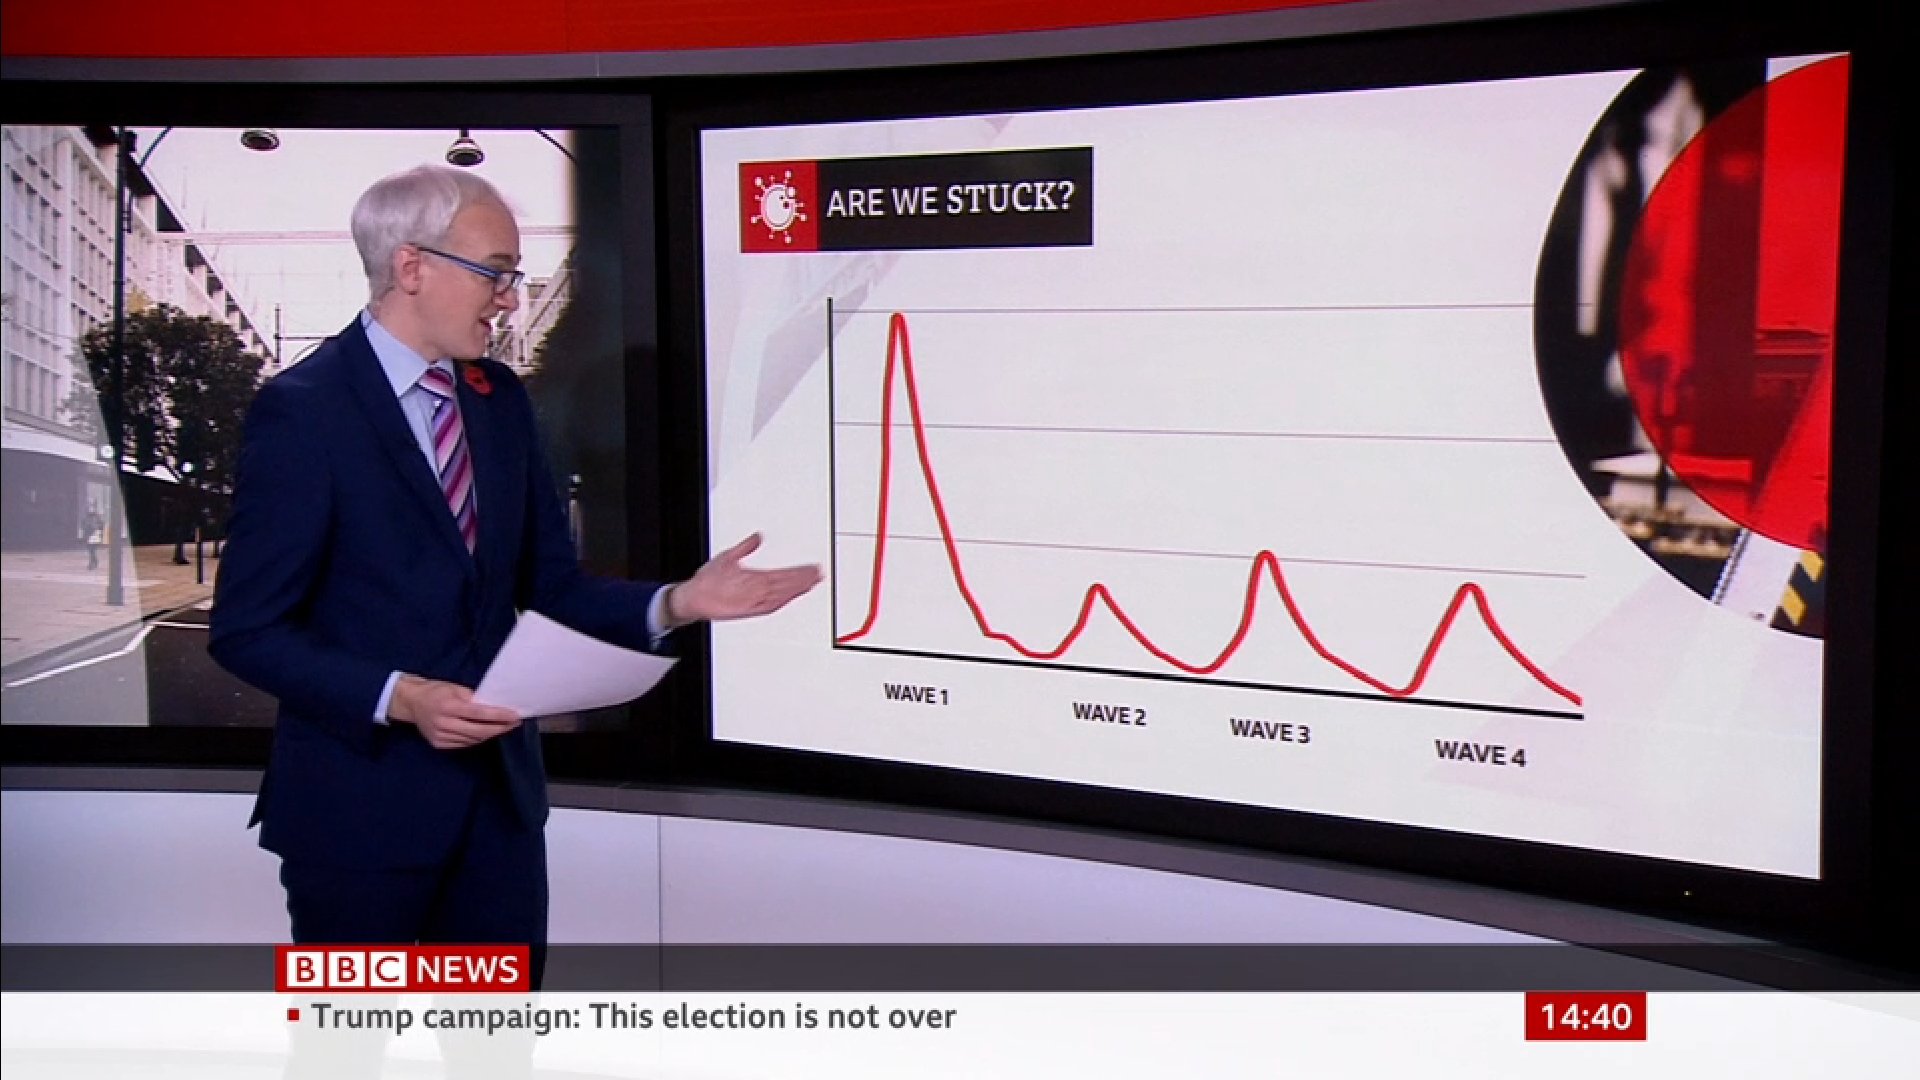 ARE WE STUCK?
WAVE 1
WAVE 2
WAVE 3
WAVE 4
BBC NEWS
Trump campaign: This election is not over
14:40